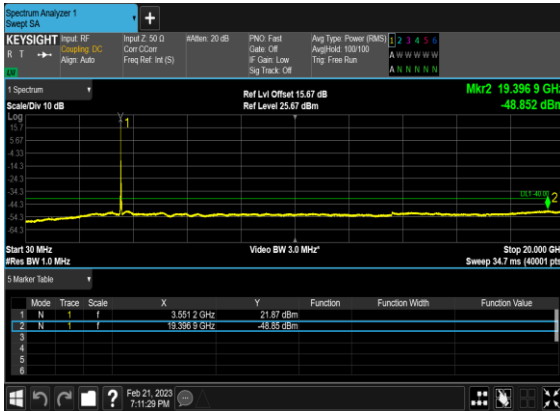 Spectrum Analyzer 1
Swept SA
+
KEYSIGHT Input: RF Input Z: 50 Ω #Atten: 20 dB PNO: Fast Avg Type: Power (RMS) 1 2 3 4 5 6
R T Coupling: DC Corr CCorr Gate: Off Avg|Hold: 100/100 A W W W W W
Align: Auto Freq Ref: Int (S) IF Gain: Low Trig: Free Run
Sig Track: Off A N N N N N
1 Spectrum Ref Lvl Offset 15.67 dB Mkr2 19.396 9 GHz
Scale/Div 10 dB Ref Level 25.67 dBm -48.852 dBm
Log
15.7
5.67
-4.33
-14.3
-24.3
-34.3
-44.3
-54.3
-64.3
1
DL1 -40.00
2
Start 30 MHz Video BW 3.0 MHz* Stop 20.000 GHz
#Res BW 1.0 MHz Sweep 34.7 ms (40001 pts)
5 Marker Table
Mode Trace Scale X Y Function Function Width Function Value
1 N 1 f 3.551 2 GHz 21.87 dBm
2 N 1 f 19.396 9 GHz -48.85 dBm
3
4
5
6
? Feb 21, 2023
7:11:29 PM